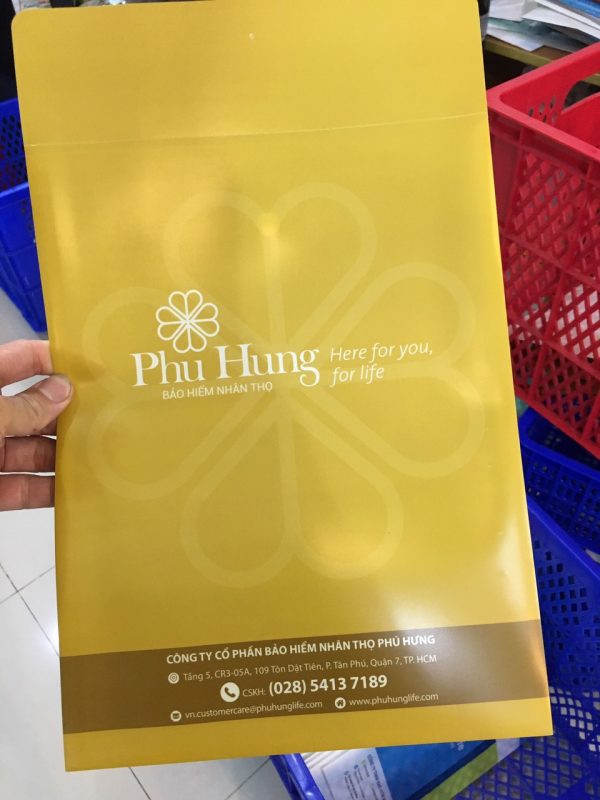 Phu Hung
BẢO HIỂM NHÂN THỌ
Here for you,
for life
CÔNG TY CỔ PHẦN BẢO HIỂM NHÂN THỌ PHÚ HƯNG
Tầng 5, CR3-05A, 109 Tôn Dật Tiên, P. Tân Phú, Quận 7, TP. HCM
CSKH: (028) 5413 7189
vn.customercare@phuhunglife.com www.phuhunglife.com